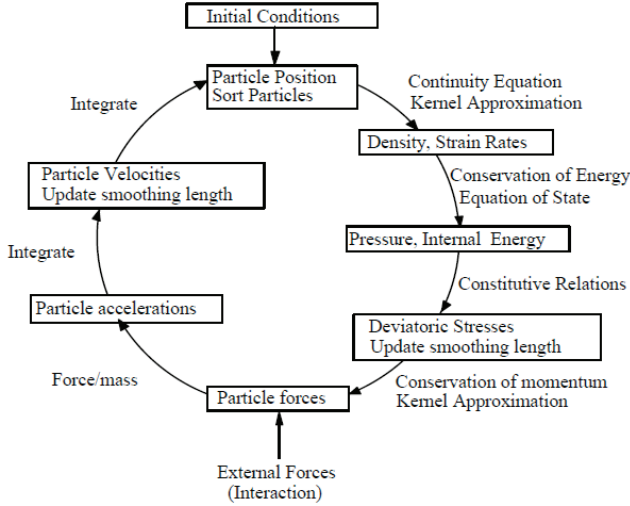 Initial Conditions
Particle Position
Sort Particles
Continuity Equation
Kernel Approximation
Density, Strain Rates
Conservation of Energy
Equation of State
Pressure, Internal Energy
Constitutive Relations
Deviatoric Stresses
Update smoothing length
Conservation of momentum
Kernel Approximation
Particle forces
External Forces
(Interaction)
Force/mass
Particle accelerations
Integrate
Particle Velocities
Update smoothing length
Integrate